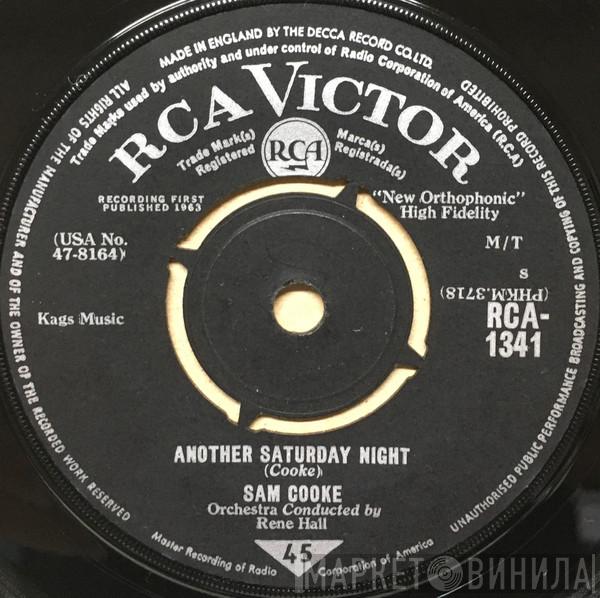 MADE IN ENGLAND BY THE DECCA RECORD CO. LTD.
Trade Marks used by authority and under control of Radio Corporation of America (R.C.A)
ALL RIGHTS OF THE MANUFACTURER AND OF THE OWNER OF THE RECORDED WORK RESERVED
UNAUTHORISED PUBLIC PERFORMANCE BROADCASTING AND COPYING OF THIS RECORD PROHIBITED
RCA VICTOR
Trade Mark(s)
Registered
RCA
Marca(s)
Registrada(s)
RECORDING FIRST
PUBLISHED 1963
"New Orthophonic"
High Fidelity
(USA No.
47-8164)
M/T
S
(PHKM.3718)
Kags Music
RCA-
1341
ANOTHER SATURDAY NIGHT
(Cooke)
SAM COOKE
Orchestra Conducted by
Rene Hall
45
Master Recording of Radio Corporation of America
МАРКЕТ ВИНИЛА